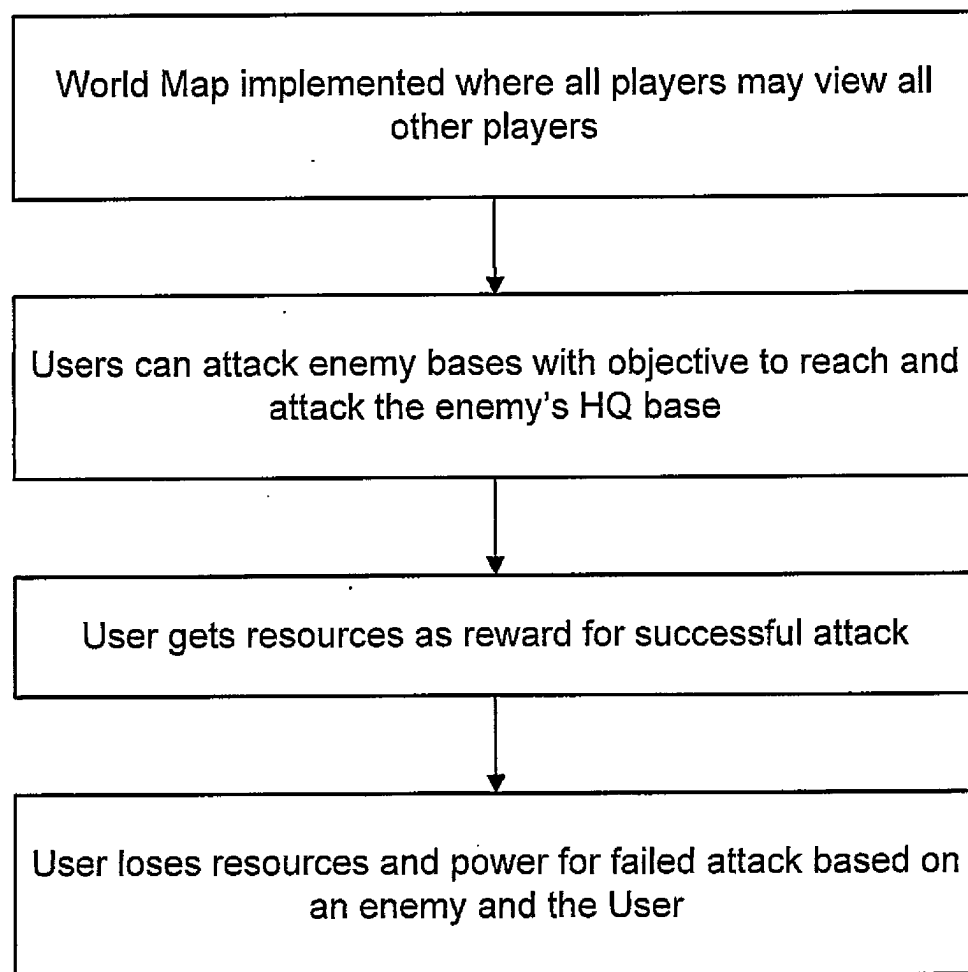 World Map implemented where all players may view all
other players
Users can attack enemy bases with objective to reach and
attack the enemy's HQ base
User gets resources as reward for successful attack
User loses resources and power for failed attack based on
an enemy and the User